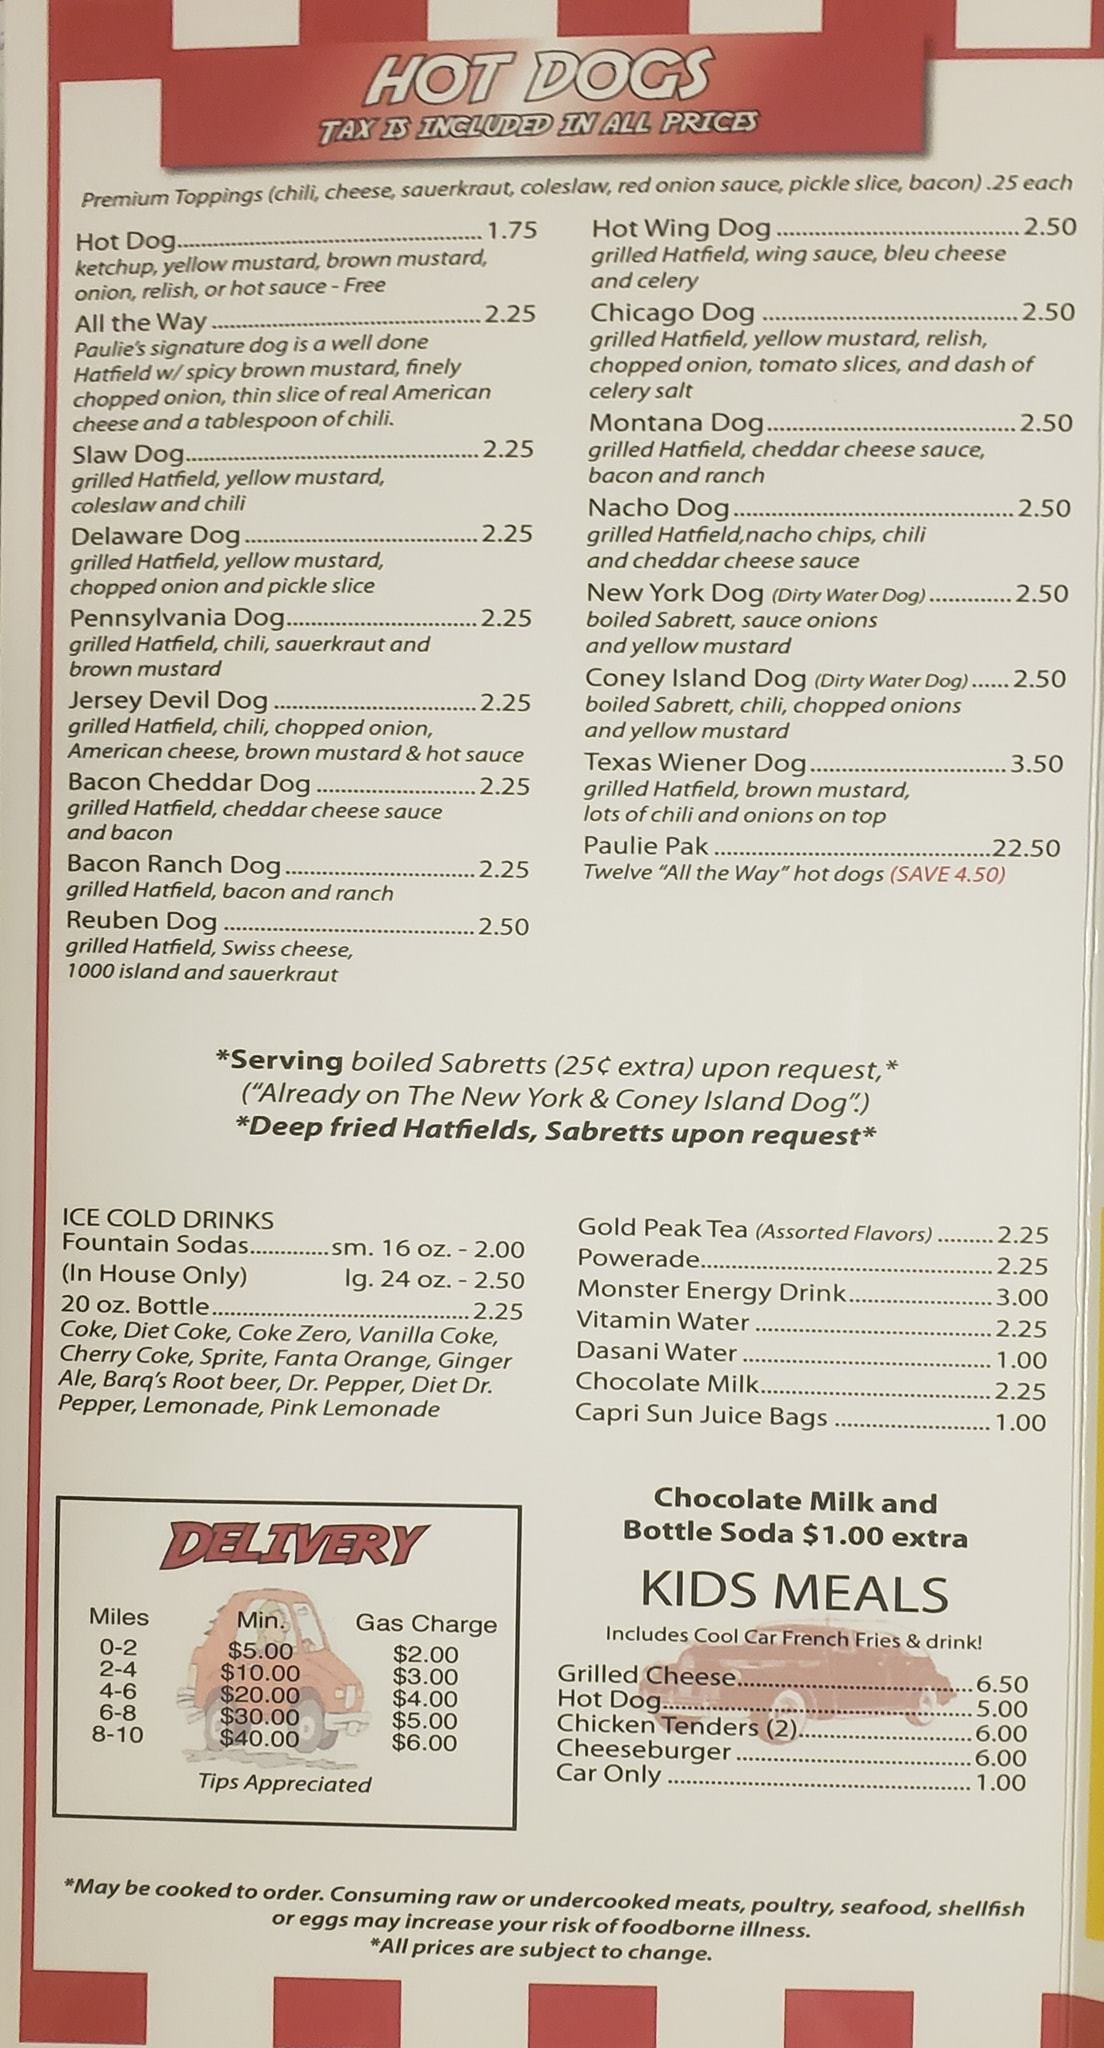 HOT DOGS
TAX IS INCLUDED IN ALL PRICES
Premium Toppings (chili, cheese, sauerkraut, coleslaw, red onion sauce, pickle slice, bacon) .25 each
Hot Dog.......... 1.75
ketchup, yellow mustard, brown mustard,
onion, relish, or hot sauce - Free
All the Way .......... 2.25
Paulie's signature dog is a well done
Hatfield w/ spicy brown mustard, finely
chopped onion, thin slice of real American
cheese and a tablespoon of chili.
Slaw Dog.......... 2.25
grilled Hatfield, yellow mustard,
coleslaw and chili
Delaware Dog.......... 2.25
grilled Hatfield, yellow mustard,
chopped onion and pickle slice
Pennsylvania Dog.......... 2.25
grilled Hatfield, chili, sauerkraut and
brown mustard
Jersey Devil Dog .......... 2.25
grilled Hatfield, chili, chopped onion,
American cheese, brown mustard & hot sauce
Bacon Cheddar Dog .......... 2.25
grilled Hatfield, cheddar cheese sauce
and bacon
Bacon Ranch Dog .......... 2.25
grilled Hatfield, bacon and ranch
Reuben Dog .......... 2.50
grilled Hatfield, Swiss cheese,
1000 island and sauerkraut
Hot Wing Dog .......... 2.50
grilled Hatfield, wing sauce, bleu cheese
and celery
Chicago Dog .......... 2.50
grilled Hatfield, yellow mustard, relish,
chopped onion, tomato slices, and dash of
celery salt
Montana Dog.......... 2.50
grilled Hatfield, cheddar cheese sauce,
bacon and ranch
Nacho Dog.......... 2.50
grilled Hatfield,nacho chips, chili
and cheddar cheese sauce
New York Dog (Dirty Water Dog) .......... 2.50
boiled Sabrett, sauce onions
and yellow mustard
Coney Island Dog (Dirty Water Dog) ...... 2.50
boiled Sabrett, chili, chopped onions
and yellow mustard
Texas Wiener Dog.......... 3.50
grilled Hatfield, brown mustard,
lots of chili and onions on top
Paulie Pak ..........22.50
Twelve "All the Way" hot dogs (SAVE 4.50)
*Serving boiled Sabretts (25¢ extra) upon request,*
("Already on The New York & Coney Island Dog".)
*Deep fried Hatfields, Sabretts upon request*
ICE COLD DRINKS
Fountain Sodas.............sm. 16 oz. - 2.00
(In House Only) lg. 24 oz. - 2.50
20 oz. Bottle.......... 2.25
Coke, Diet Coke, Coke Zero, Vanilla Coke,
Cherry Coke, Sprite, Fanta Orange, Ginger
Ale, Barq's Root beer, Dr. Pepper, Diet Dr.
Pepper, Lemonade, Pink Lemonade
Gold Peak Tea (Assorted Flavors) ......... 2.25
Powerade.......... 2.25
Monster Energy Drink.......... 3.00
Vitamin Water .......... 2.25
Dasani Water .......... 1.00
Chocolate Milk.......... 2.25
Capri Sun Juice Bags .......... 1.00
DELIVERY
Miles Min. Gas Charge
0-2 $5.00 $2.00
2-4 $10.00 $3.00
4-6 $20.00 $4.00
6-8 $30.00 $5.00
8-10 $40.00 $6.00
Tips Appreciated
Chocolate Milk and
Bottle Soda $1.00 extra
KIDS MEALS
Includes Cool Car French Fries & drink!
Grilled Cheese.......... 6.50
Hot Dog.......... 5.00
Chicken Tenders (2).......... 6.00
Cheeseburger .......... 6.00
Car Only .......... 1.00
*May be cooked to order. Consuming raw or undercooked meats, poultry, seafood, shellfish
or eggs may increase your risk of foodborne illness.
*All prices are subject to change.